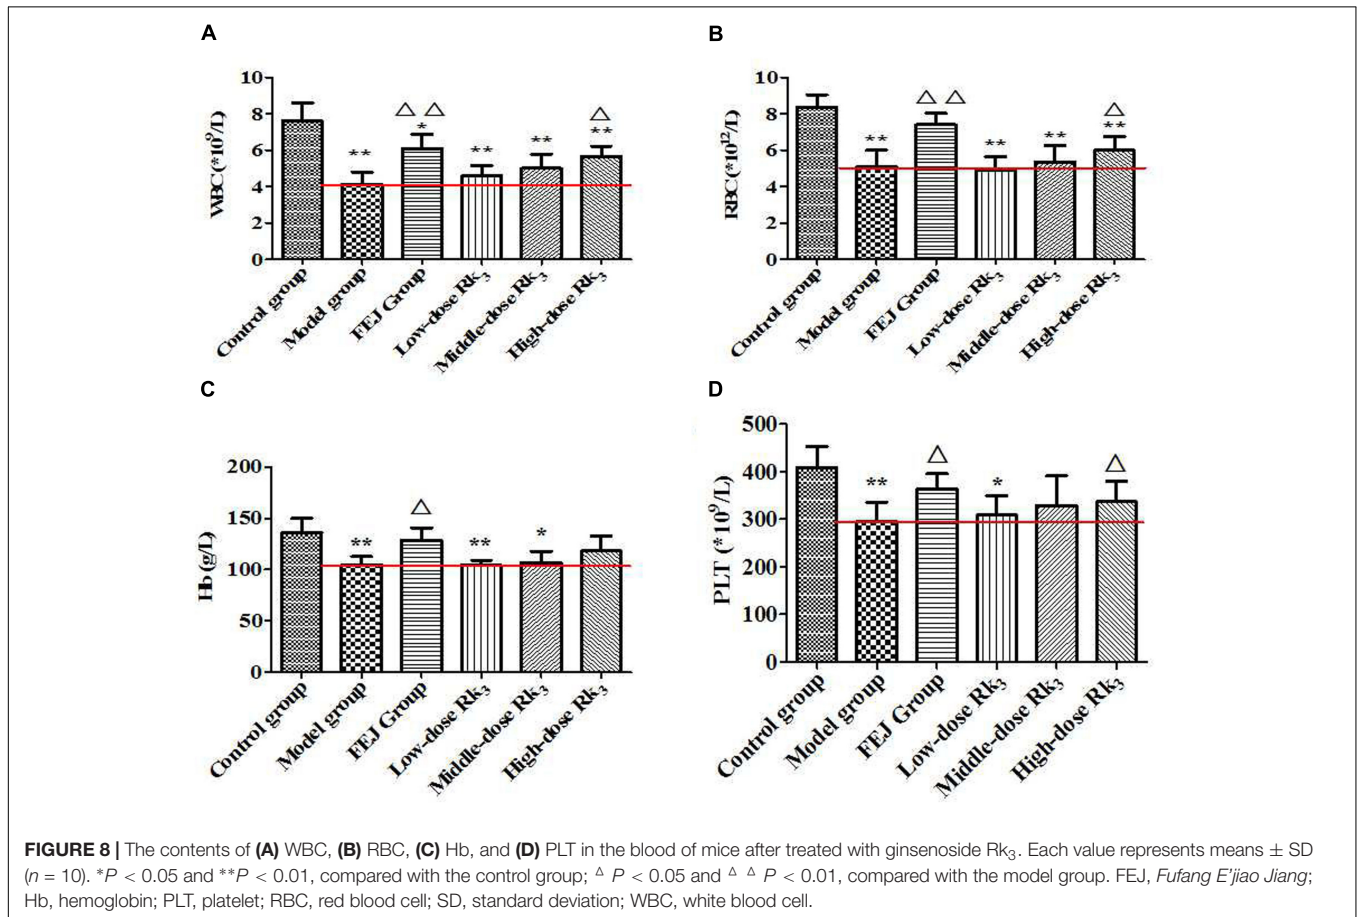 A
10
8
6
4
2
0
WBC (*10⁹/L)
△ △
*
**
**
**
△
**
Control group
Model group
FEJ Group
Low-dose Rk₃
Middle-dose Rk₃
High-dose Rk₃
B
10
8
6
4
2
0
RBC (*10¹²/L)
**
△ △
**
**
△
**
Control group
Model group
FEJ Group
Low-dose Rk₃
Middle-dose Rk₃
High-dose Rk₃
C
200
150
100
50
0
Hb (g/L)
**
△
**
*
Control group
Model group
FEJ Group
Low-dose Rk₃
Middle-dose Rk₃
High-dose Rk₃
D
500
400
300
200
100
0
PLT (*10⁹/L)
**
△
*
△
Control group
Model group
FEJ Group
Low-dose Rk₃
Middle-dose Rk₃
High-dose Rk₃
FIGURE 8 | The contents of (A) WBC, (B) RBC, (C) Hb, and (D) PLT in the blood of mice after treated with ginsenoside Rk₃. Each value represents means ± SD
(n = 10). *P < 0.05 and **P < 0.01, compared with the control group; △ P < 0.05 and △ △ P < 0.01, compared with the model group. FEJ, Fufang E'jiao Jiang;
Hb, hemoglobin; PLT, platelet; RBC, red blood cell; SD, standard deviation; WBC, white blood cell.